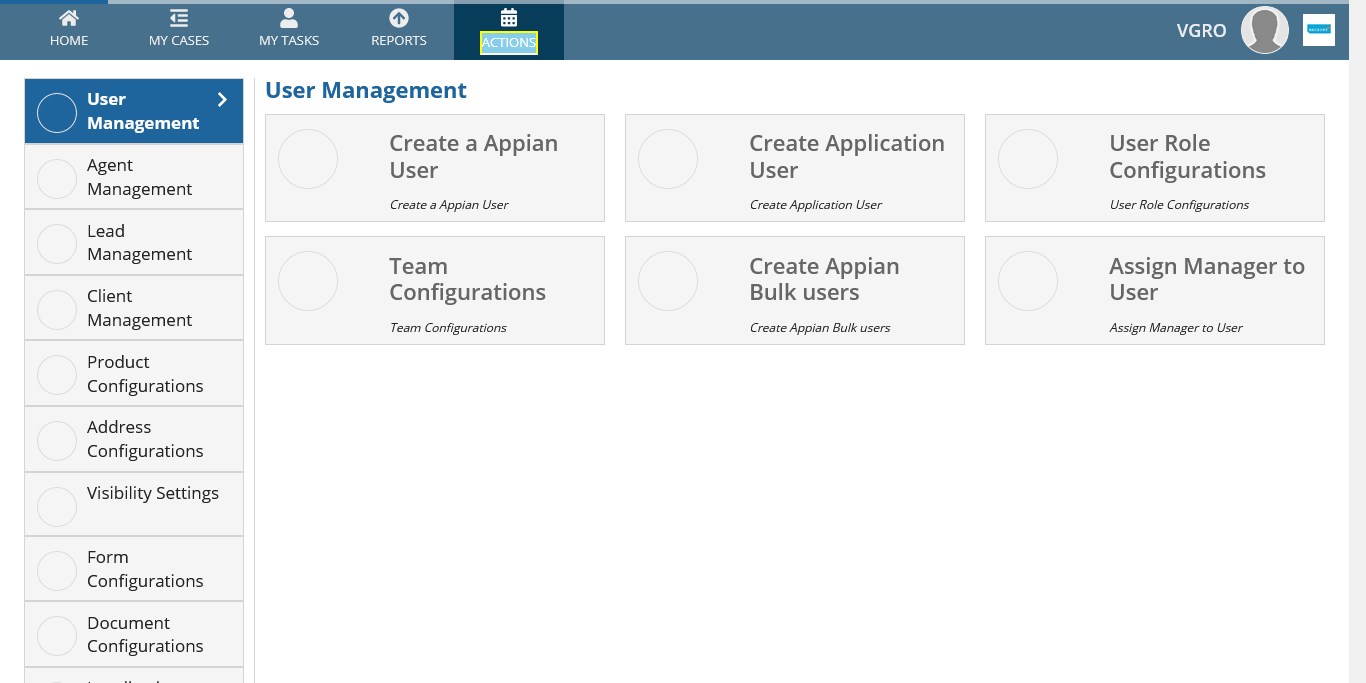 HOME
MY CASES
MY TASKS
REPORTS
ACTIONS
VGRO
User
Management
Agent
Management
Lead
Management
Client
Management
Product
Configurations
Address
Configurations
Visibility Settings
Form
Configurations
Document
Configurations
User Management
Create a Appian
User
Create a Appian User
Create Application
User
Create Application User
User Role
Configurations
User Role Configurations
Team
Configurations
Team Configurations
Create Appian
Bulk users
Create Appian Bulk users
Assign Manager to
User
Assign Manager to User